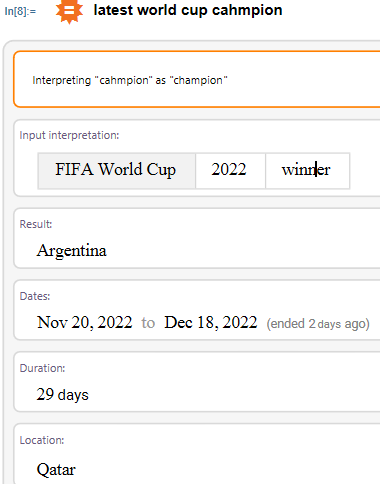 In[8]:= latest world cup cahmpion
Interpreting "cahmpion" as "champion"
Input interpretation:
FIFA World Cup 2022 winner
Result:
Argentina
Dates:
Nov 20, 2022 to Dec 18, 2022 (ended 2 days ago)
Duration:
29 days
Location:
Qatar